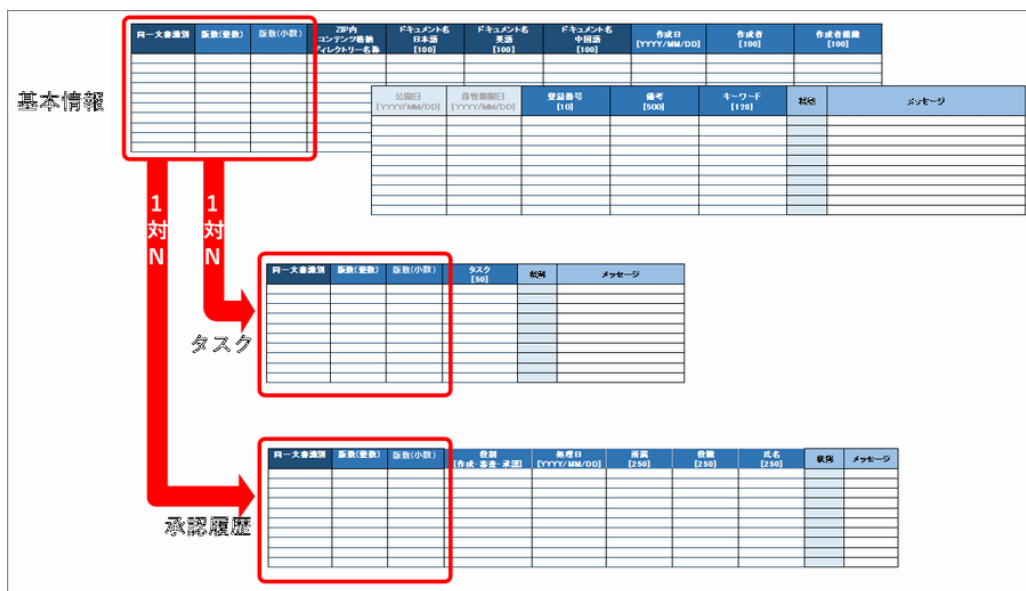 同一文書識別 版数(整数) 版数(小数) ZIP内 コンテンツ格納 ディレクトリー名称 ドキュメント名 日本語 [100] ドキュメント名 英語 [100] ドキュメント名 中国語 [100] 作成日 [YYYY/MM/DD] 作成者 [100] 作成者組織 [100]
基本情報
公開日 [YYYY/MM/DD] 保管期限日 [YYYY/MM/DD] 登録番号 [10] 備考 [500] キーワード [128] 状態 メッセージ
1対N
1対N
同一文書識別 版数(整数) 版数(小数) タスク [50] 状態 メッセージ
タスク
同一文書識別 版数(整数) 版数(小数) 役割 [作成・審査・承認] 処理日 [YYYY/MM/DD] 所属 [250] 役職 [250] 氏名 [250] 状態 メッセージ
承認履歴